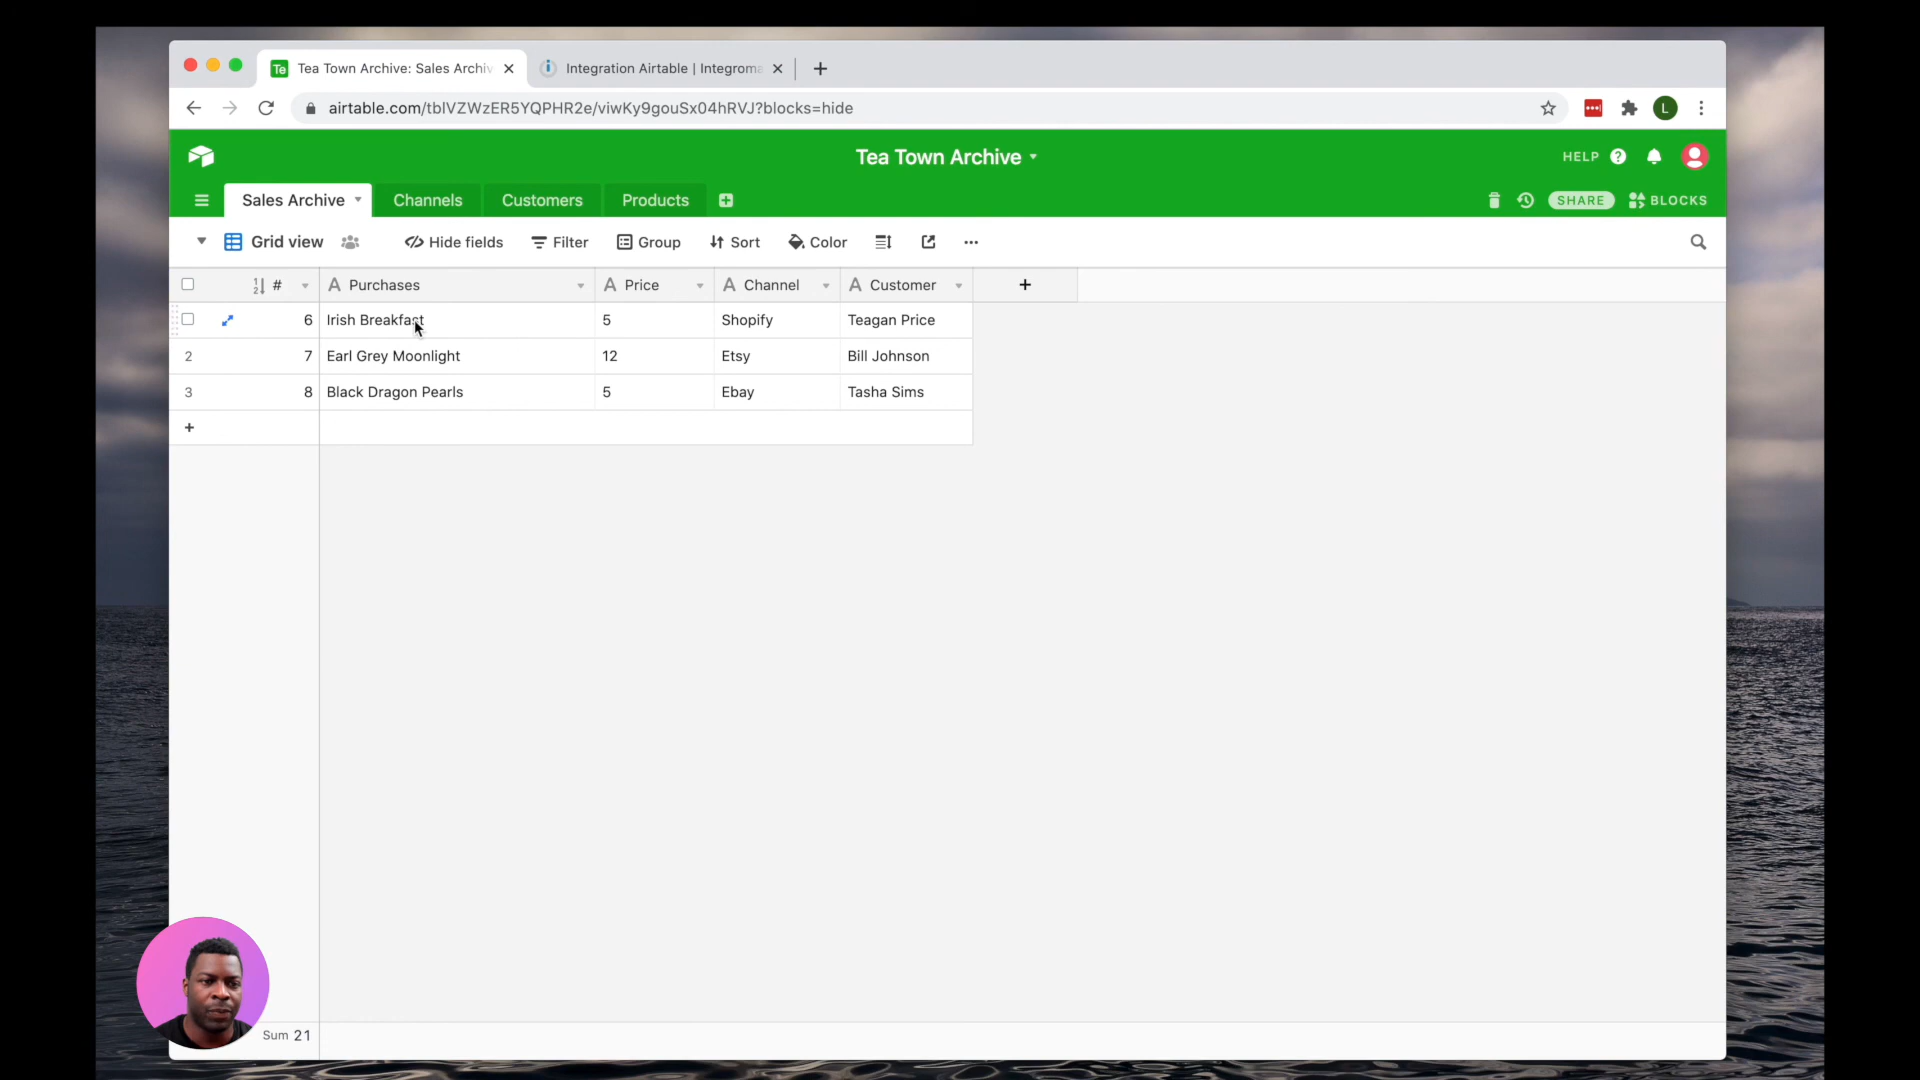 Te Tea Town Archive: Sales Archiv
Integration Airtable | Integroma
airtable.com/tblVZWzER5YQPHR2e/viwKy9gouSx04hRVJ?blocks=hide
L
Tea Town Archive
HELP ?
Sales Archive Channels Customers Products
SHARE BLOCKS
Grid view Hide fields Filter Group Sort Color
# Purchases Price Channel Customer
6 Irish Breakfast 5 Shopify Teagan Price
2 7 Earl Grey Moonlight 12 Etsy Bill Johnson
3 8 Black Dragon Pearls 5 Ebay Tasha Sims
+
Sum 21